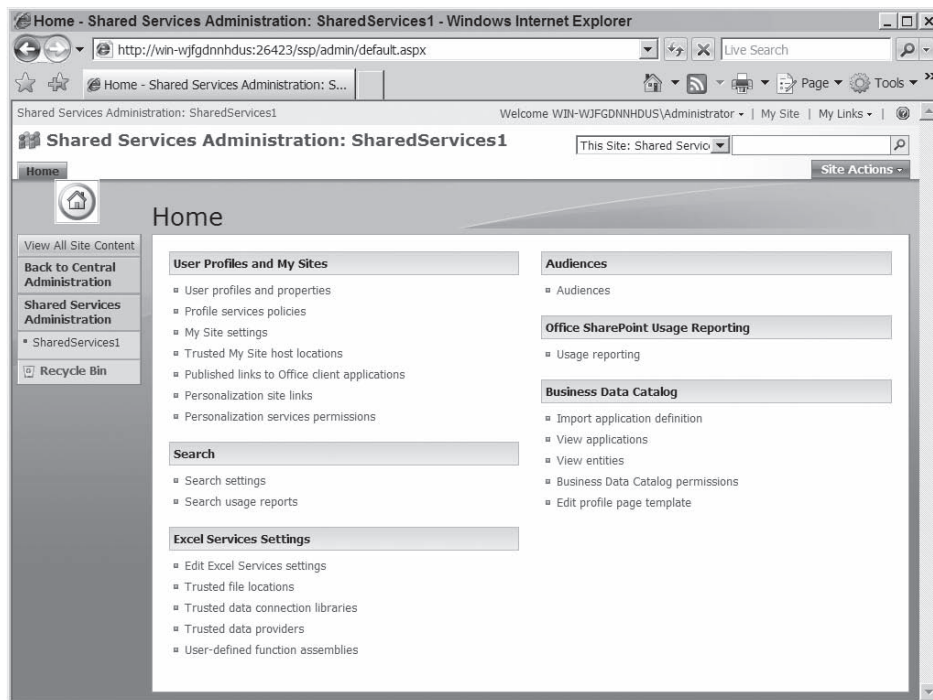 Home - Shared Services Administration: SharedServices1 - Windows Internet Explorer
http://win-wjfgdnnhdus:26423/ssp/admin/default.aspx
Live Search
Home - Shared Services Administration: S...
Page
Tools
Shared Services Administration: SharedServices1
Welcome WIN-WJFGDNNHDUS\Administrator
My Site
My Links
Shared Services Administration: SharedServices1
This Site: Shared Servic
Home
Site Actions
Home
View All Site Content
Back to Central
Administration
Shared Services
Administration
SharedServices1
Recycle Bin
User Profiles and My Sites
User profiles and properties
Profile services policies
My Site settings
Trusted My Site host locations
Published links to Office client applications
Personalization site links
Personalization services permissions
Search
Search settings
Search usage reports
Excel Services Settings
Edit Excel Services settings
Trusted file locations
Trusted data connection libraries
Trusted data providers
User-defined function assemblies
Audiences
Audiences
Office SharePoint Usage Reporting
Usage reporting
Business Data Catalog
Import application definition
View applications
View entities
Business Data Catalog permissions
Edit profile page template